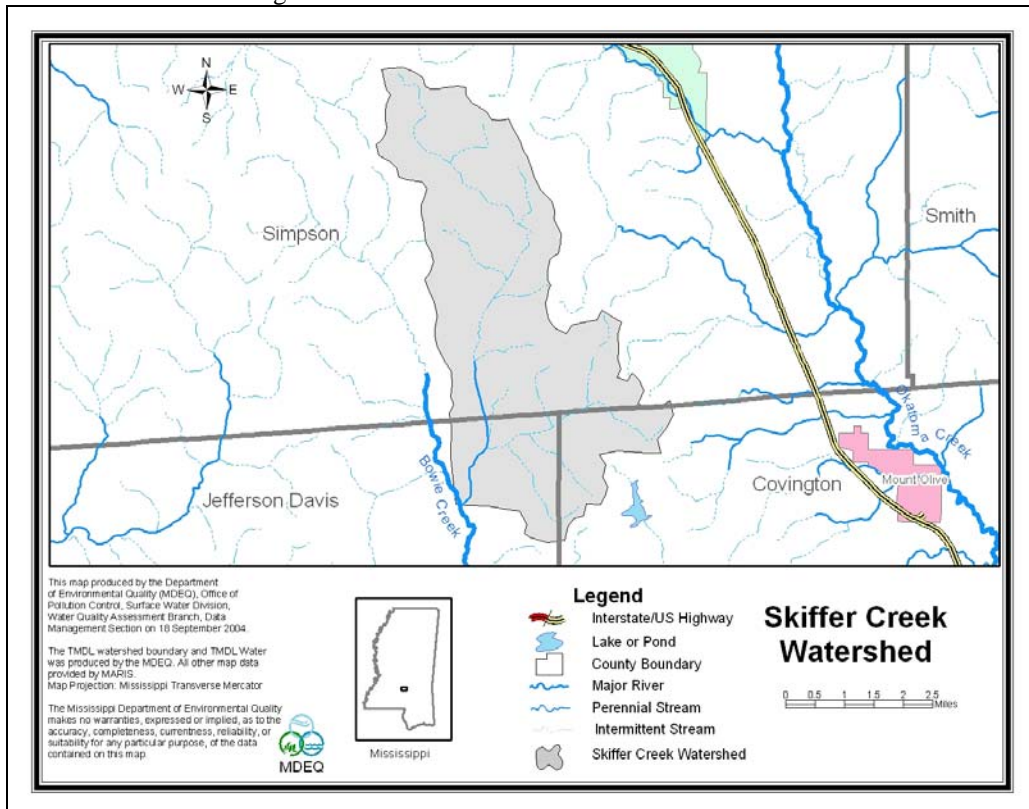 N
W E
S
Simpson
Smith
Jefferson Davis
Bowie Creek
Covington
Okatoma Creek
Mount Olive
This map produced by the Department
of Environmental Quality (MDEQ), Office of
Pollution Control, Surface Water Division,
Water Quality Assessment Branch, Data
Management Section on 18 September 2004.
The TMDL watershed boundary and TMDL Water
was produced by the MDEQ. All other map data
provided by MARIS.
Map Projection: Mississippi Transverse Mercator
The Mississippi Department of Environmental Quality
makes no warranties, expressed or implied, as to the
accuracy, completeness, currentness, reliability, or
suitability for any particular purpose, of the data
contained on this map.
MDEQ
Mississippi
Legend
Interstate/US Highway
Lake or Pond
County Boundary
Major River
Perennial Stream
Intermittent Stream
Skiffer Creek Watershed
Skiffer Creek
Watershed
0 0.5 1 1.5 2 2.5
Miles